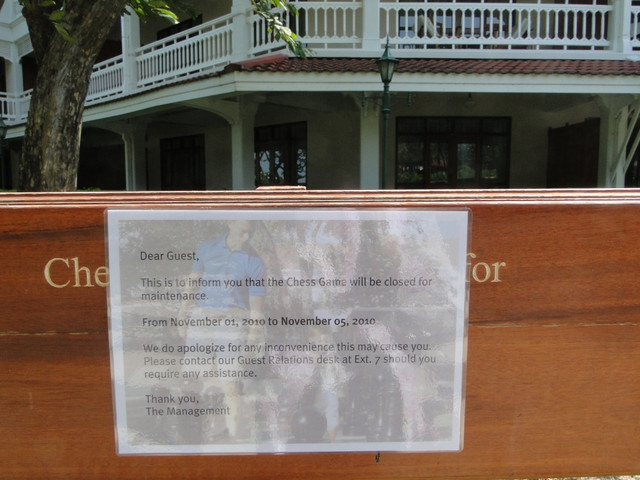 Dear Guest,
This is to inform you that the Chess Game will be closed for
maintenance.
From November 01, 2010 to November 05, 2010
We do apologize for any inconvenience this may cause you.
Please contact our Guest Relations desk at Ext. 7 should you
require any assistance.
Thank you,
The Management
Che for